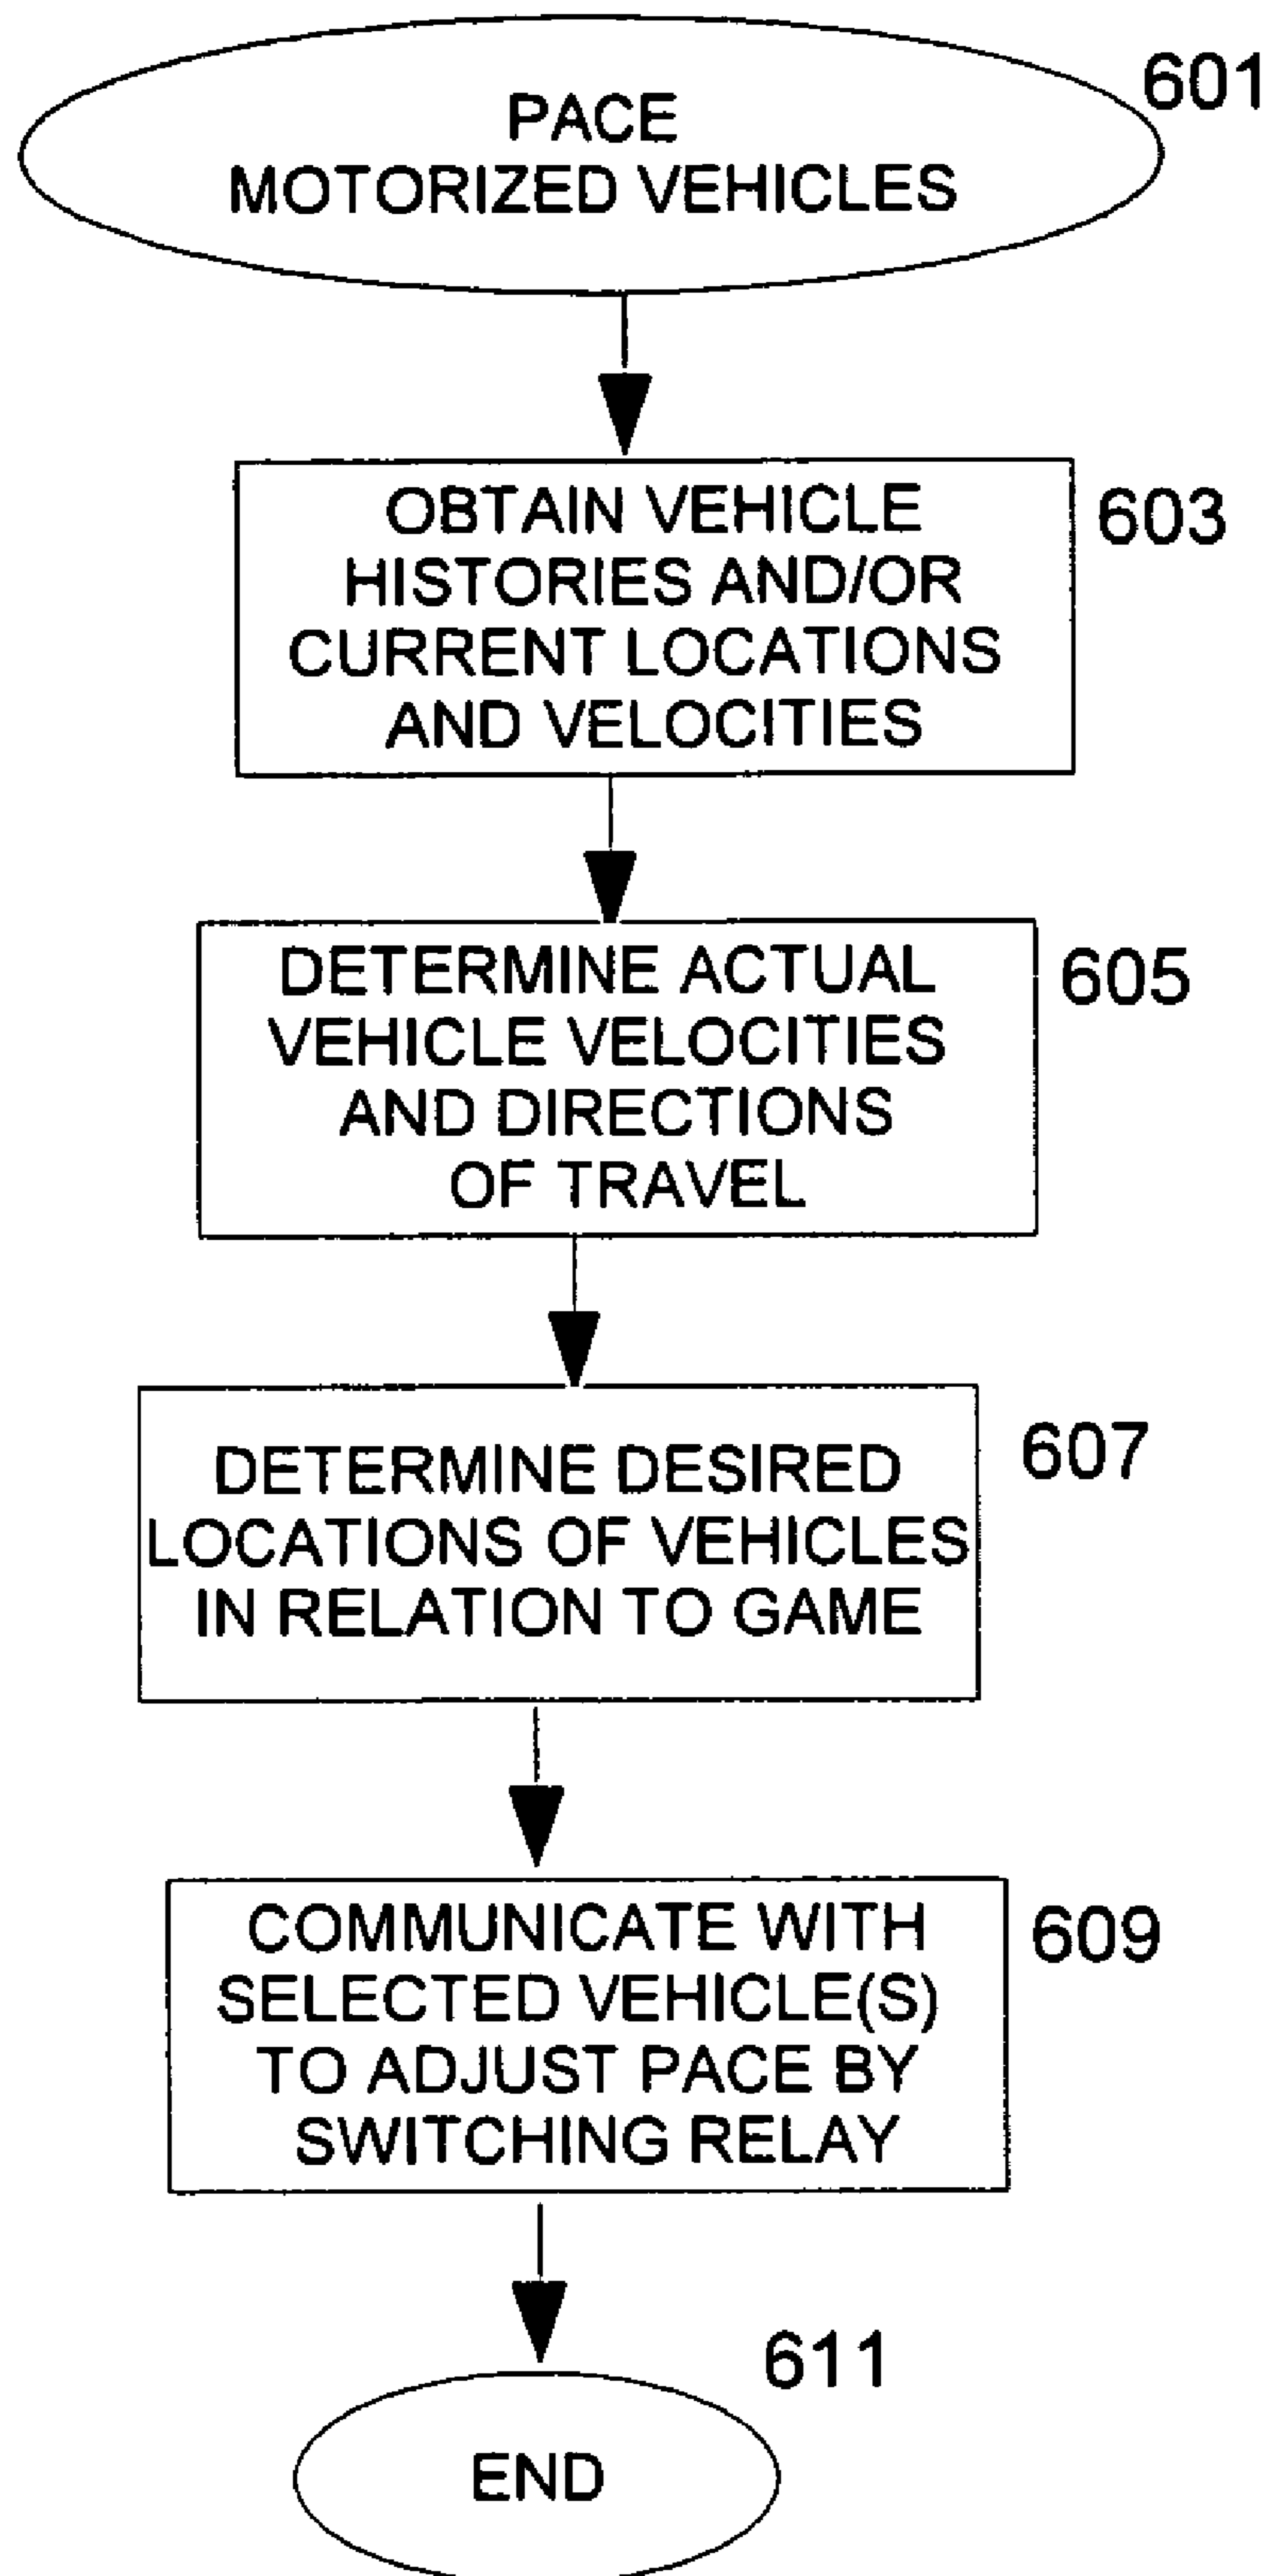 PACE
MOTORIZED VEHICLES
601
OBTAIN VEHICLE
HISTORIES AND/OR
CURRENT LOCATIONS
AND VELOCITIES
603
DETERMINE ACTUAL
VEHICLE VELOCITIES
AND DIRECTIONS
OF TRAVEL
605
DETERMINE DESIRED
LOCATIONS OF VEHICLES
IN RELATION TO GAME
607
COMMUNICATE WITH
SELECTED VEHICLE(S)
TO ADJUST PACE BY
SWITCHING RELAY
609
611
END